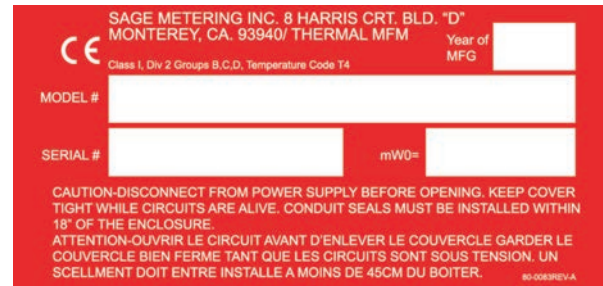 SAGE METERING INC. 8 HARRIS CRT. BLD. "D"
MONTEREY, CA. 93940/ THERMAL MFM
Year of
MFG
CE
Class I, Div 2 Groups B,C,D, Temperature Code T4
MODEL #
SERIAL #
mW0=
CAUTION-DISCONNECT FROM POWER SUPPLY BEFORE OPENING. KEEP COVER
TIGHT WHILE CIRCUITS ARE ALIVE. CONDUIT SEALS MUST BE INSTALLED WITHIN
18" OF THE ENCLOSURE.
ATTENTION-OUVRIR LE CIRCUIT AVANT D'ENLEVER LE COUVERCLE GARDER LE
COUVERCLE BIEN FERME TANT QUE LES CIRCUITS SONT SOUS TENSION. UN
SCELLMENT DOIT ENTRE INSTALLE A MOINS DE 45CM DU BOITER.
80-0083REV-A